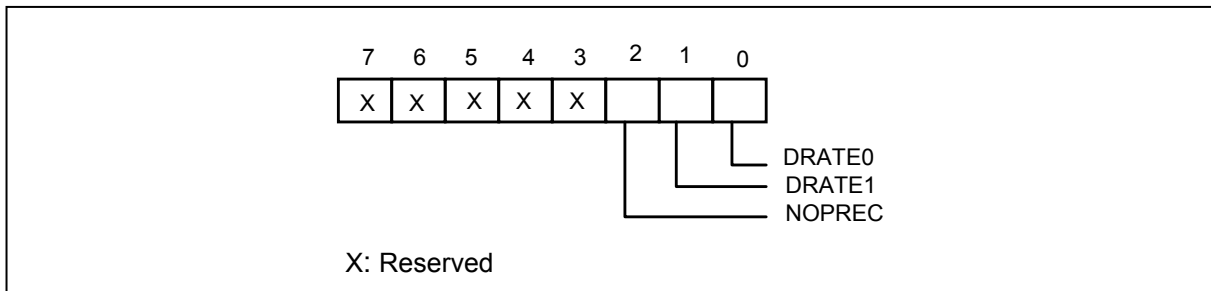 7 6 5 4 3 2 1 0
X X X X X
DRATE0
DRATE1
NOPREC
X: Reserved